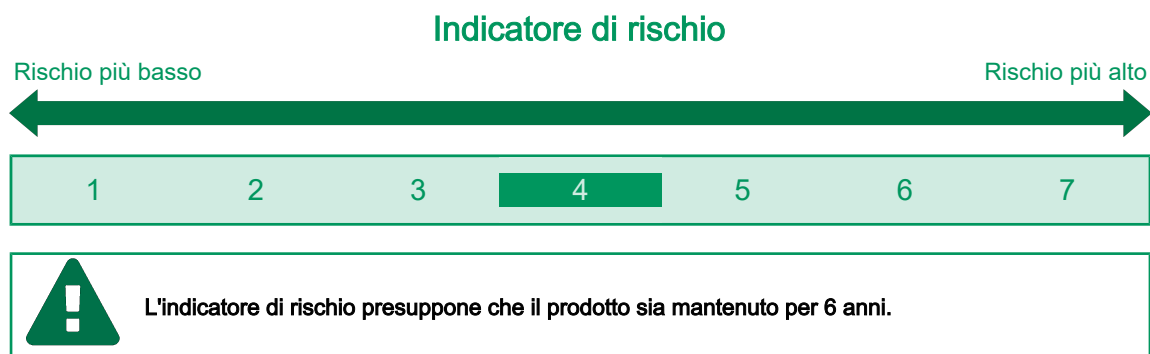 Indicatore di rischio
Rischio più basso Rischio più alto
1 2 3 4 5 6 7
L'indicatore di rischio presuppone che il prodotto sia mantenuto per 6 anni.